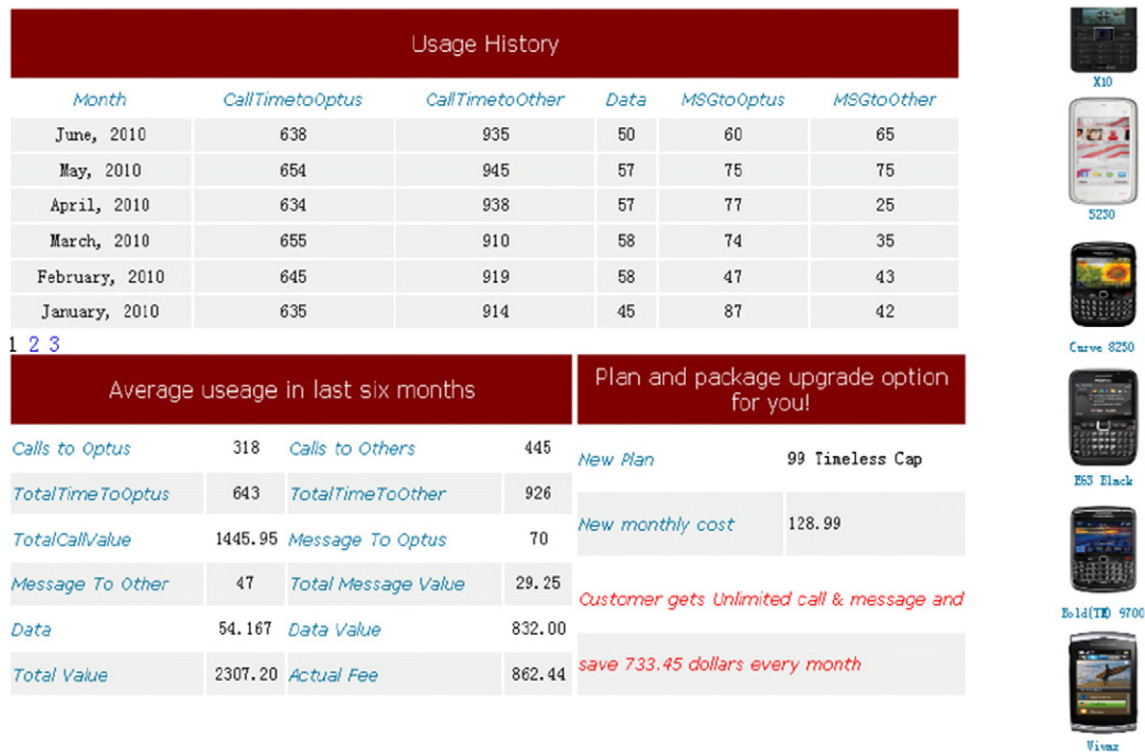 Usage History
Month CallTimetoOptus CallTimetoOther Data MSGtoOptus MSGtoOther
June, 2010 638 935 50 60 65
May, 2010 654 945 57 75 75
April, 2010 634 938 57 77 25
March, 2010 655 910 58 74 35
February, 2010 645 919 58 47 43
January, 2010 635 914 45 87 42
1 2 3
Average useage in last six months
Calls to Optus 318 Calls to Others 445
TotalTimeToOptus 643 TotalTimeToOther 926
TotalCallValue 1445.95 Message To Optus 70
Message To Other 47 Total Message Value 29.25
Data 54.167 Data Value 832.00
Total Value 2307.20 Actual Fee 862.44
Plan and package upgrade option
for you!
New Plan 99 Timeless Cap
New monthly cost 128.99
Customer gets Unlimited call & message and
save 733.45 dollars every month
X10
5230
Curve 8250
E63 Black
Bold(TM) 9700
Vivaz